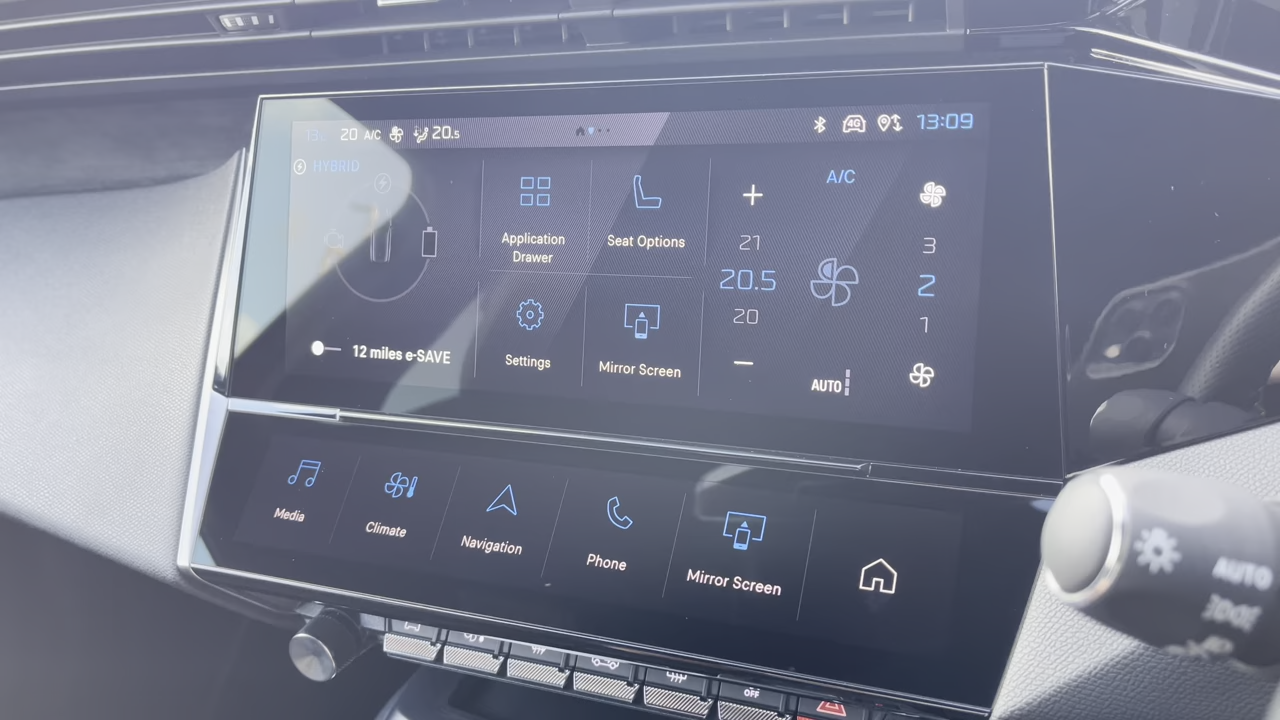 20 A/C 20.5
4G 13:09
HYBRID
Application
Drawer
Seat Options
Settings
Mirror Screen
12 miles e-SAVE
21
20.5
20
A/C
AUTO
3
2
1
Media
Climate
Navigation
Phone
Mirror Screen
OFF
AUTO